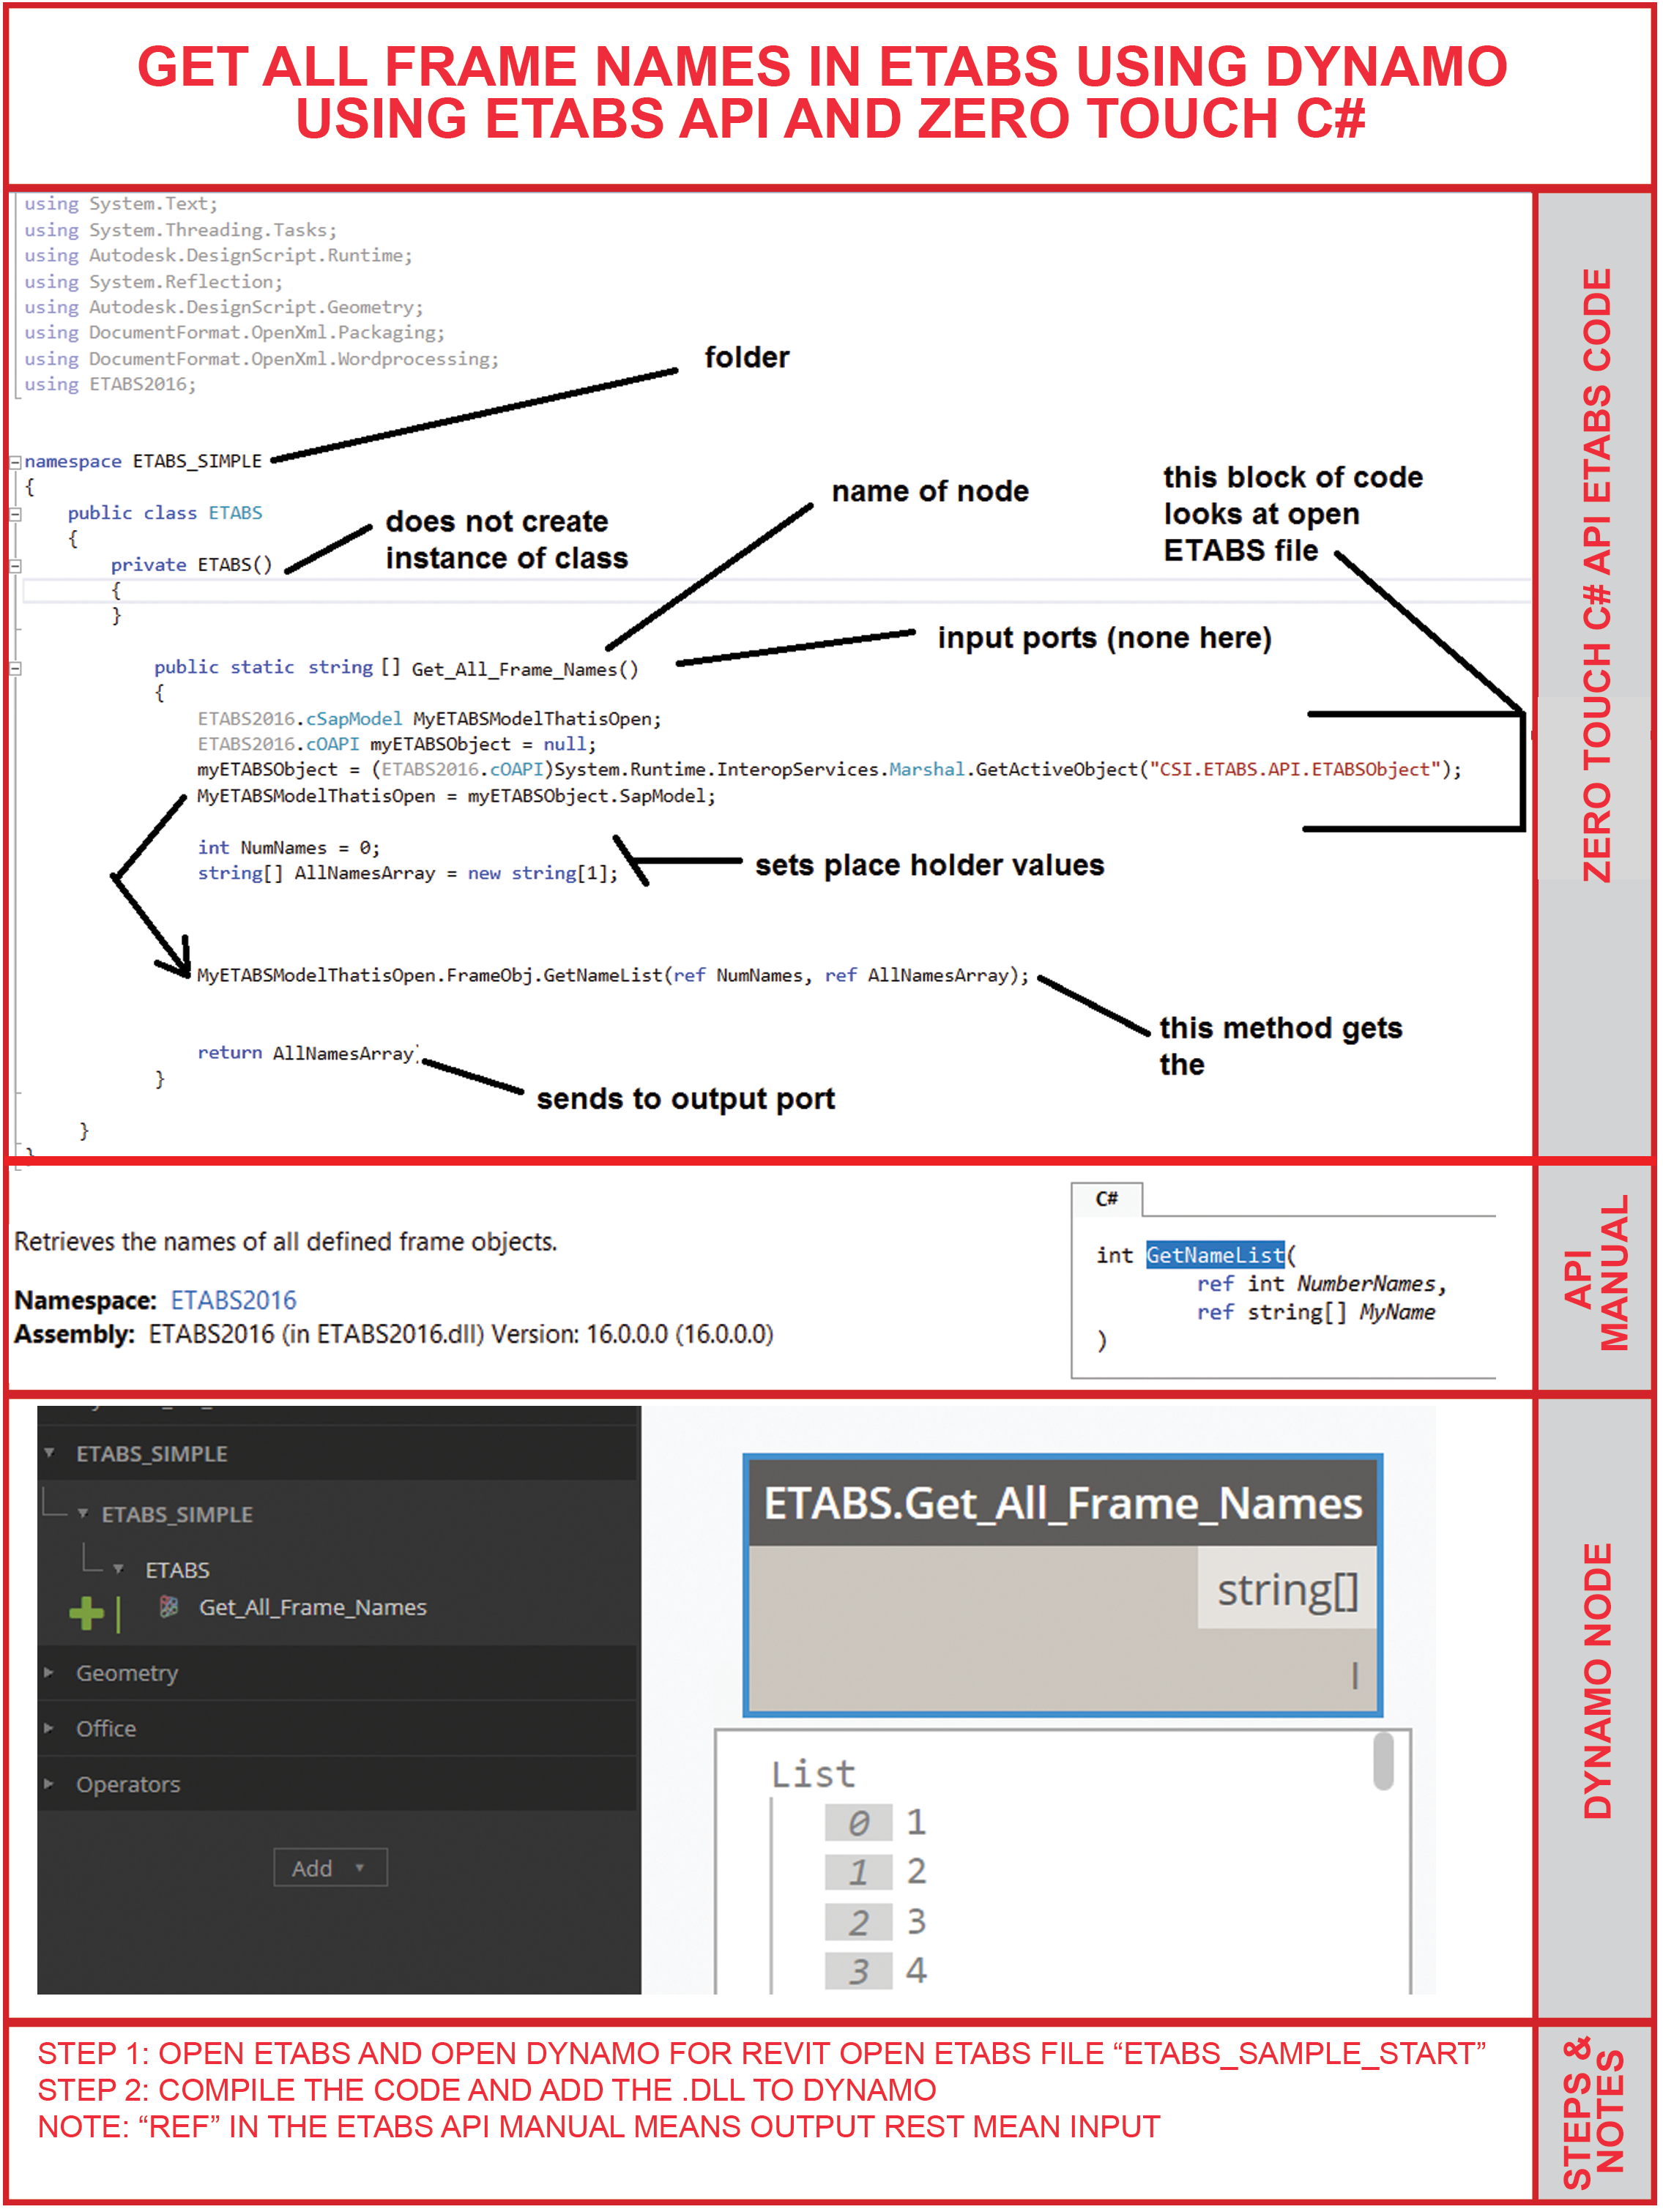 GET ALL FRAME NAMES IN ETABS USING DYNAMO
USING ETABS API AND ZERO TOUCH C#
using System.Text;
using System.Threading.Tasks;
using Autodesk.DesignScript.Runtime;
using System.Reflection;
using Autodesk.DesignScript.Geometry;
using DocumentFormat.OpenXml.Packaging;
using DocumentFormat.OpenXml.Wordprocessing;
using ETABS2016;
folder
namespace ETABS_SIMPLE
{
public class ETABS
{
private ETABS()
{
}
does not create
instance of class
name of node
this block of code
looks at open
ETABS file
input ports (none here)
public static string [] Get_All_Frame_Names()
{
ETABS2016.cSapModel MyETABSModelThatisOpen;
ETABS2016.cOAPI myETABSObject = null;
myETABSObject = (ETABS2016.cOAPI)System.Runtime.InteropServices.Marshal.GetActiveObject("CSI.ETABS.API.ETABSObject");
MyETABSModelThatisOpen = myETABSObject.SapModel;
int NumNames = 0;
string[] AllNamesArray = new string[1];
sets place holder values
MyETABSModelThatisOpen.FrameObj.GetNameList(ref NumNames, ref AllNamesArray);
this method gets
the
return AllNamesArray;
sends to output port
}
}
}
ZERO TOUCH C# API ETABS CODE
Retrieves the names of all defined frame objects.
Namespace: ETABS2016
Assembly: ETABS2016 (in ETABS2016.dll) Version: 16.0.0.0 (16.0.0.0)
C#
int GetNameList(
ref int NumberNames,
ref string[] MyName
)
API
MANUAL
ETABS_SIMPLE
ETABS_SIMPLE
ETABS
Get_All_Frame_Names
Geometry
Office
Operators
Add
ETABS.Get_All_Frame_Names
string[]
l
List
0 1
1 2
2 3
3 4
DYNAMO NODE
STEP 1: OPEN ETABS AND OPEN DYNAMO FOR REVIT OPEN ETABS FILE “ETABS_SAMPLE_START”
STEP 2: COMPILE THE CODE AND ADD THE .DLL TO DYNAMO
NOTE: “REF” IN THE ETABS API MANUAL MEANS OUTPUT REST MEAN INPUT
STEPS &
NOTES